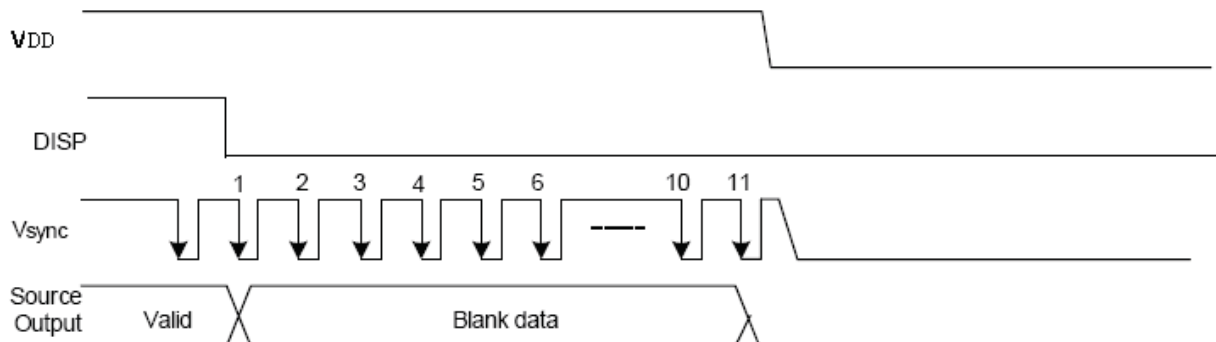 VDD
DISP
1 2 3 4 5 6 10 11
Vsync
Source
Output
Valid
Blank data